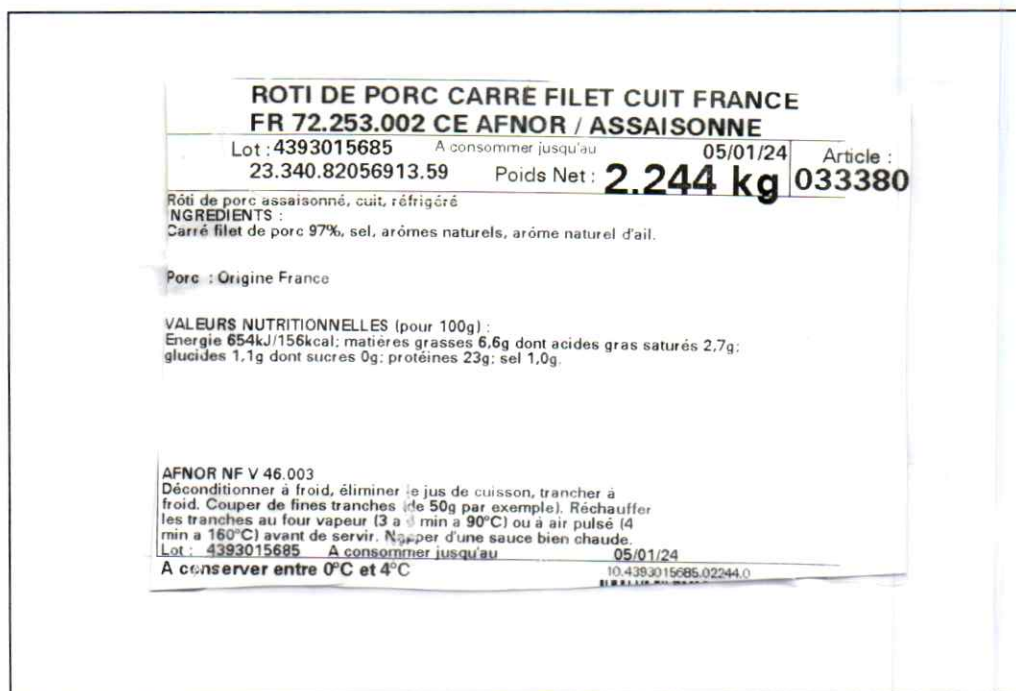 ROTI DE PORC CARRE FILET CUIT FRANCE
FR 72.253.002 CE AFNOR / ASSAISONNE
Lot : 4393015685 A consommer jusqu'au 05/01/24 Article :
23.340.82056913.59 Poids Net : 2.244 kg 033380
Rôti de porc assaisonné, cuit, réfrigéré
NGREDIENTS :
Carré filet de porc 97%, sel, arômes naturels, arôme naturel d'ail.
Porc : Origine France
VALEURS NUTRITIONNELLES (pour 100g) :
Energie 654kJ/156kcal; matières grasses 6,6g dont acides gras saturés 2,7g;
glucides 1,1g dont sucres 0g; protéines 23g; sel 1,0g.
AFNOR NF V 46.003
Déconditionner à froid, éliminer le jus de cuisson, trancher à
froid. Couper de fines tranches (de 50g par exemple). Réchauffer
les tranches au four vapeur (3 a min a 90°C) ou à air pulsé (4
min a 160°C) avant de servir. Napper d'une sauce bien chaude.
Lot : 4393015685 A consommer jusqu'au 05/01/24
A conserver entre 0°C et 4°C 10.4393015685.02244.0